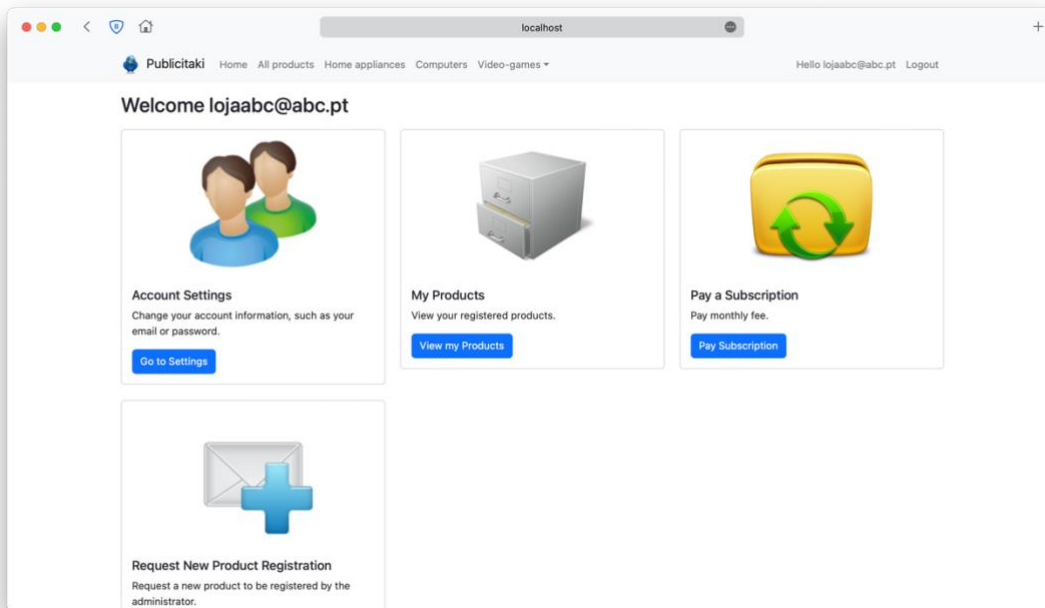 localhost
Publicitaki Home All products Home appliances Computers Video-games Hello lojaabc@abc.pt Logout
Welcome lojaabc@abc.pt
Account Settings
Change your account information, such as your
email or password.
Go to Settings
My Products
View your registered products.
View my Products
Pay a Subscription
Pay monthly fee.
Pay Subscription
Request New Product Registration
Request a new product to be registered by the
administrator.